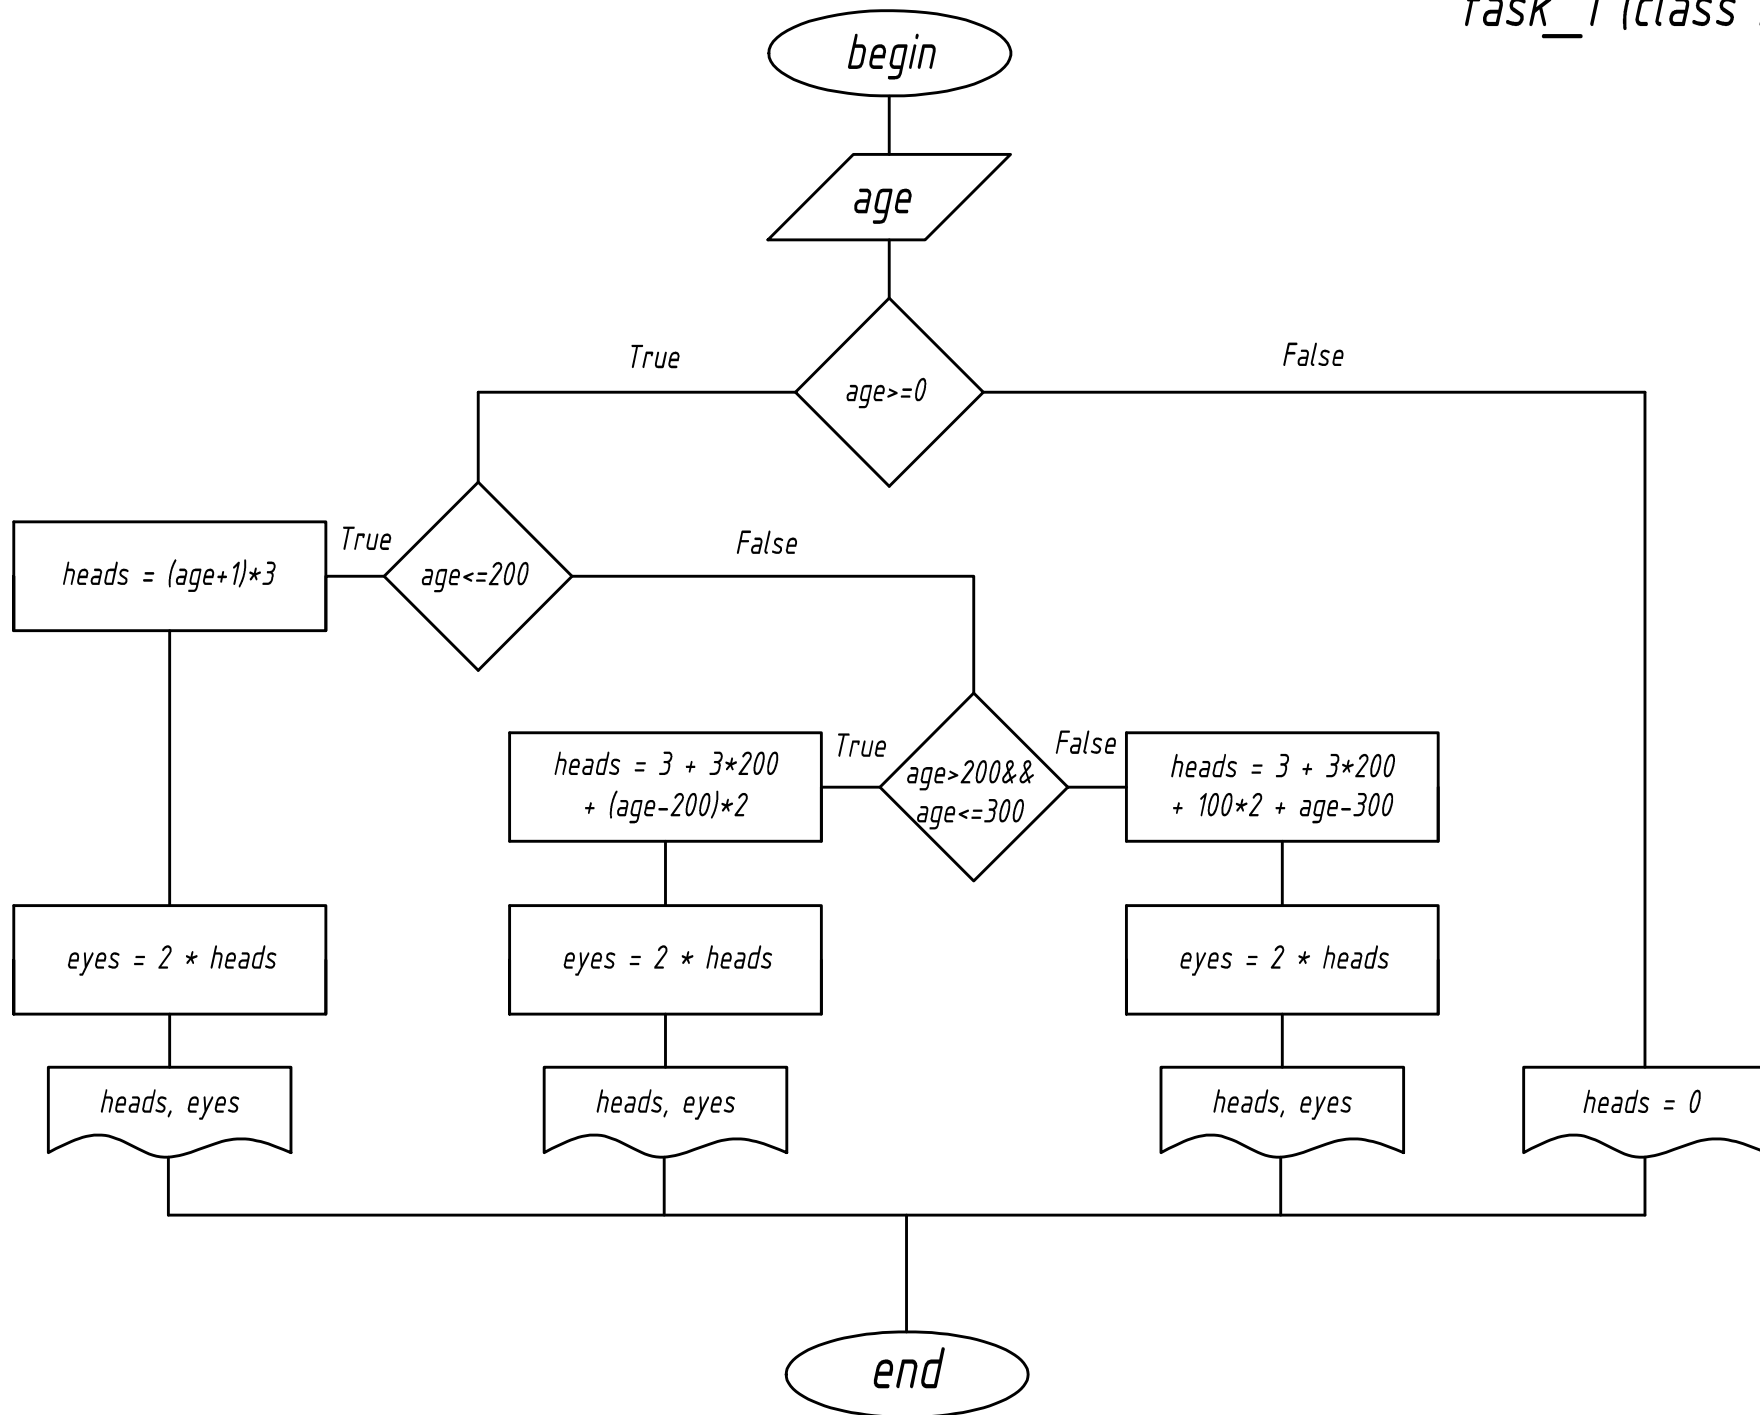 Task_1 (class
begin
age
True
False
age>=0
True
False
heads = (age+1)*3
age<=200
True
False
heads = 3 + 3*200
+ (age-200)*2
age>200&&
age<=300
heads = 3 + 3*200
+ 100*2 + age-300
eyes = 2 * heads
eyes = 2 * heads
eyes = 2 * heads
heads, eyes
heads, eyes
heads, eyes
heads = 0
end